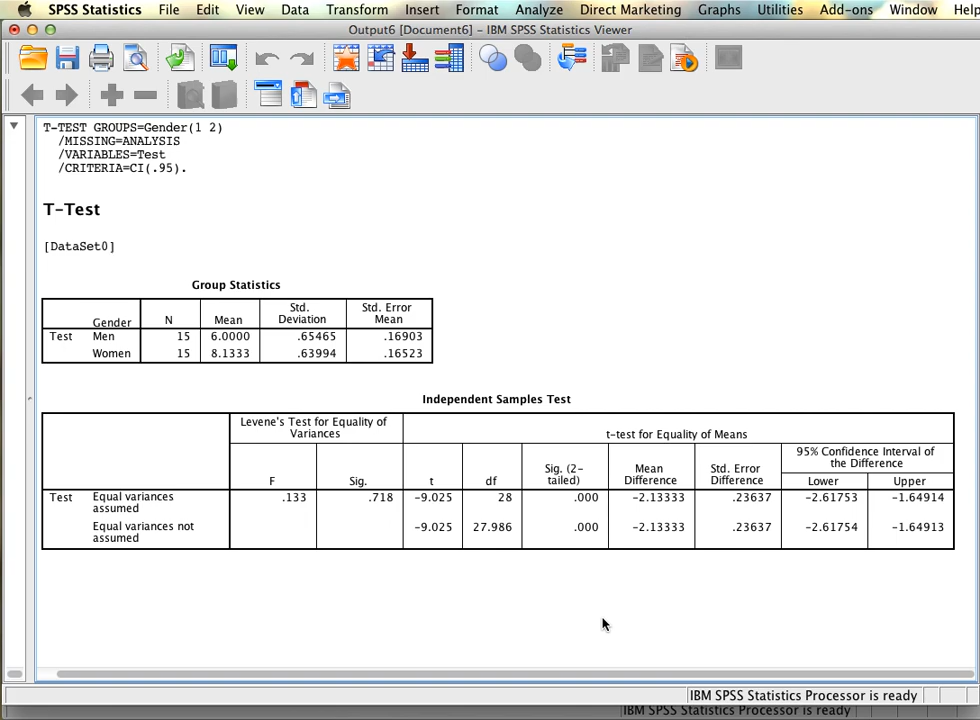 SPSS Statistics File Edit View Data Transform Insert Format Analyze Direct Marketing Graphs Utilities Add-ons Window Help
Output6 [Document6] – IBM SPSS Statistics Viewer
T-TEST GROUPS=Gender(1 2)
/MISSING=ANALYSIS
/VARIABLES=Test
/CRITERIA=CI(.95).
T-Test
[DataSet0]
Group Statistics
Gender N Mean Std. Deviation Std. Error Mean
Test Men 15 6.0000 .65465 .16903
Women 15 8.1333 .63994 .16523
Independent Samples Test
Levene's Test for Equality of Variances t-test for Equality of Means
95% Confidence Interval of the Difference
F Sig. t df Sig. (2-tailed) Mean Difference Std. Error Difference Lower Upper
Test Equal variances assumed .133 .718 -9.025 28 .000 -2.13333 .23637 -2.61753 -1.64914
Equal variances not assumed -9.025 27.986 .000 -2.13333 .23637 -2.61754 -1.64913
IBM SPSS Statistics Processor is ready
IBM SPSS Statistics Processor is ready